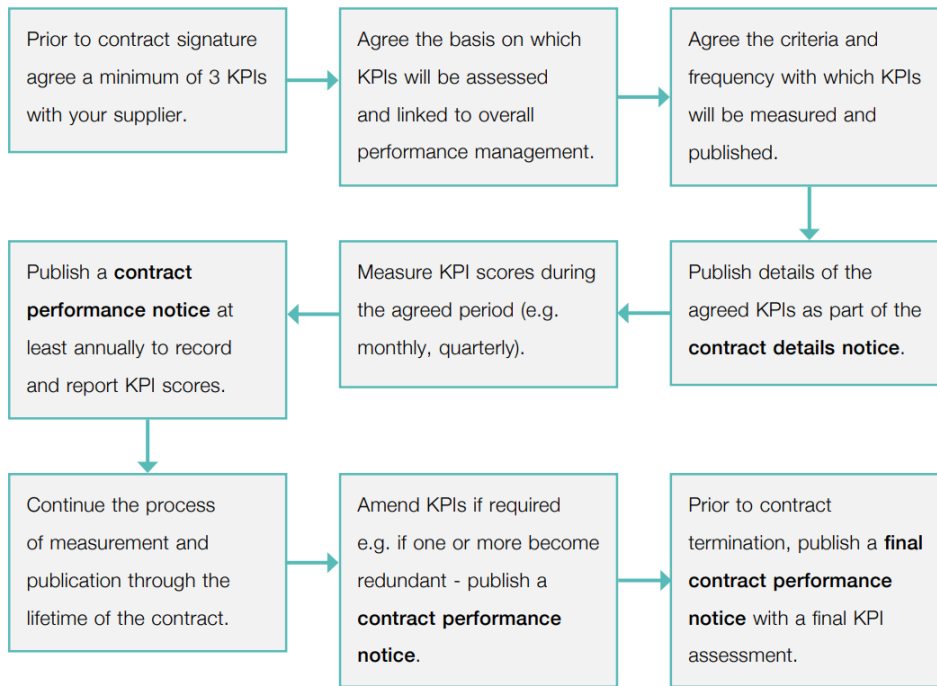 Prior to contract signature
agree a minimum of 3 KPIs
with your supplier.
Agree the basis on which
KPIs will be assessed
and linked to overall
performance management.
Agree the criteria and
frequency with which KPIs
will be measured and
published.
Publish details of the
agreed KPIs as part of the
contract details notice.
Measure KPI scores during
the agreed period (e.g.
monthly, quarterly).
Publish a contract
performance notice at
least annually to record
and report KPI scores.
Continue the process
of measurement and
publication through the
lifetime of the contract.
Amend KPIs if required
e.g. if one or more become
redundant - publish a
contract performance
notice.
Prior to contract
termination, publish a final
contract performance
notice with a final KPI
assessment.